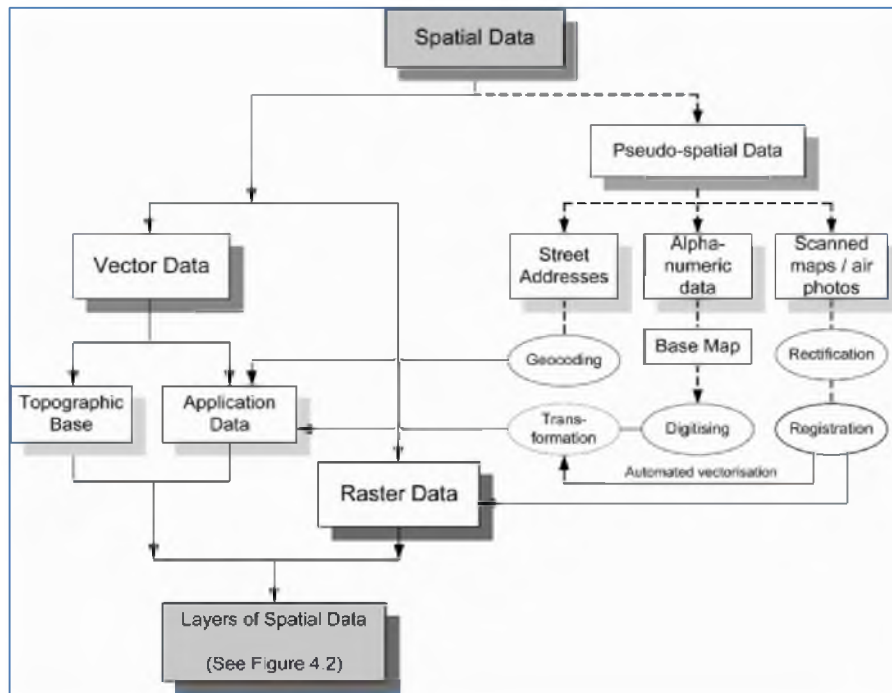 Spatial Data
Pseudo-spatial Data
Vector Data
Street
Addresses
Alpha-
numeric
data
Scanned
maps / air
photos
Geocoding
Base Map
Rectification
Topographic
Base
Application
Data
Trans-
formation
Digitising
Registration
Automated vectorisation
Raster Data
Layers of Spatial Data
(See Figure 4.2)